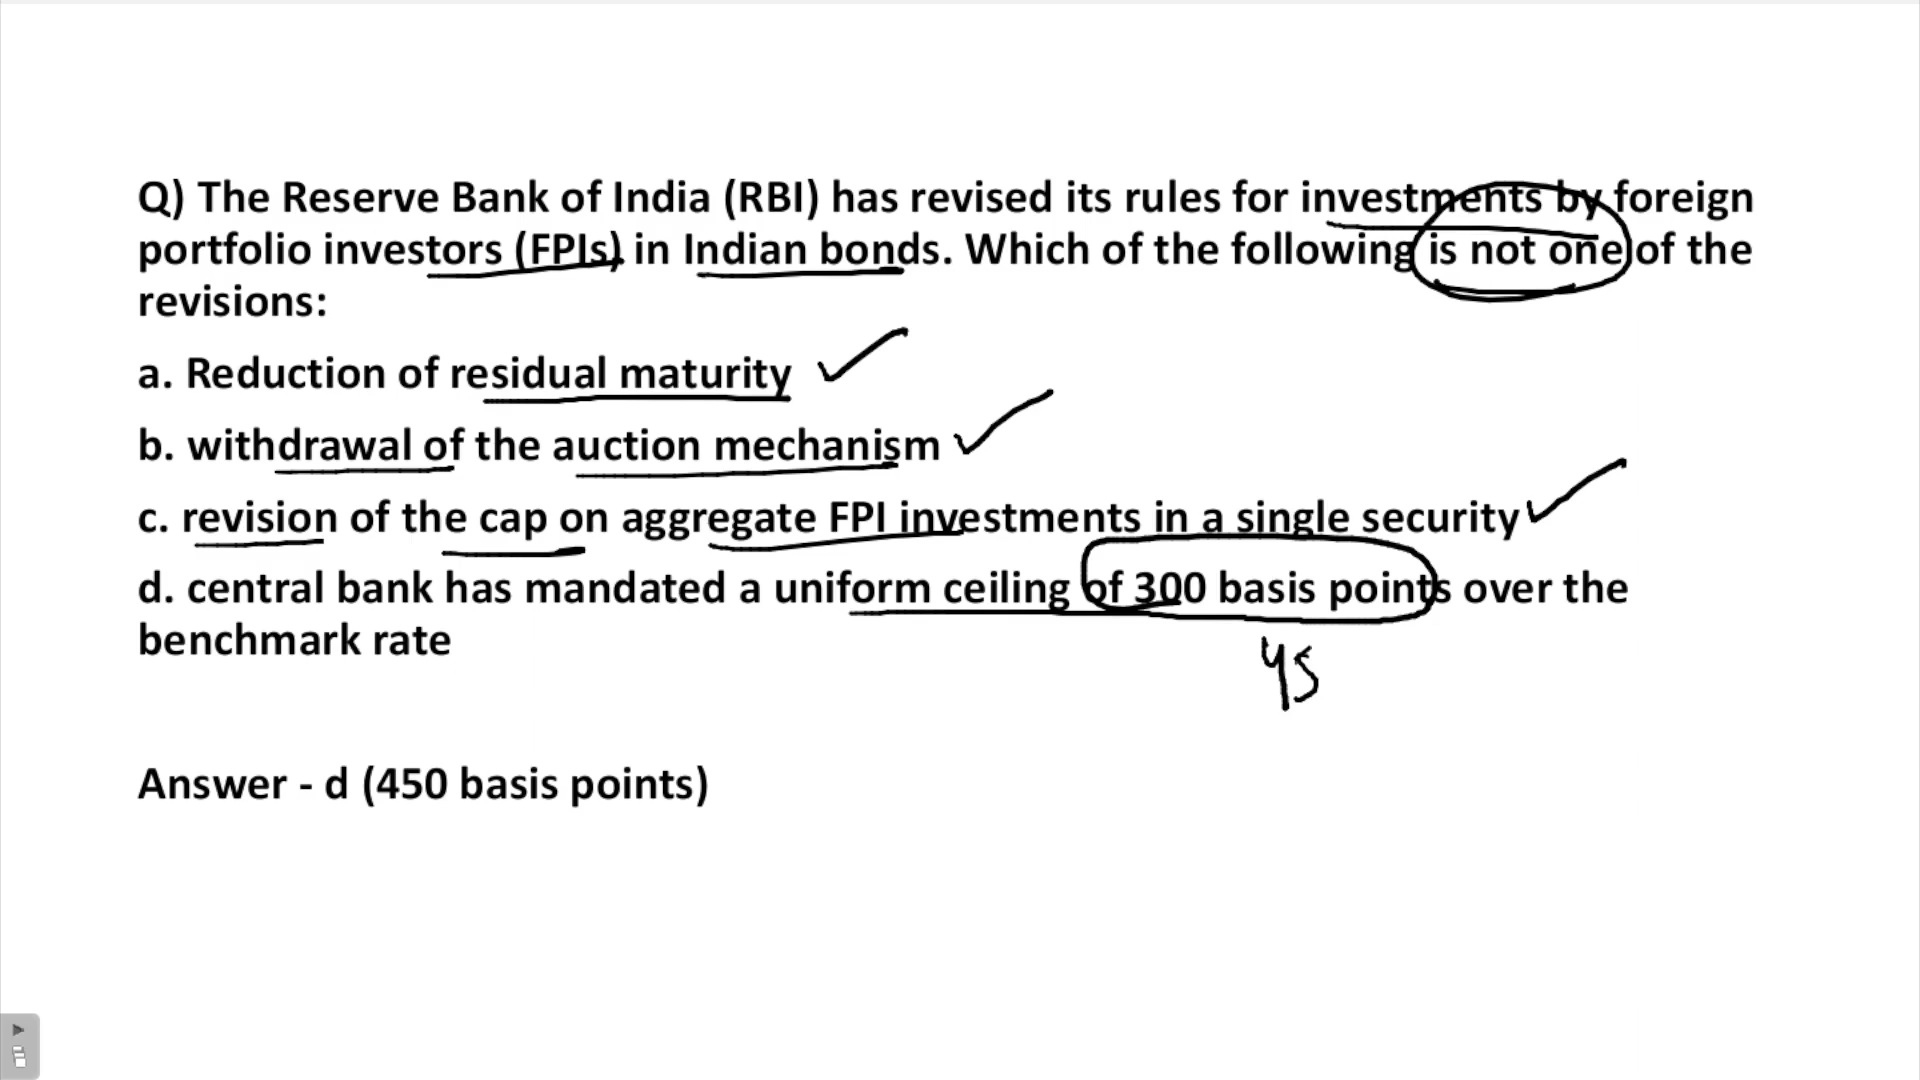 Q) The Reserve Bank of India (RBI) has revised its rules for investments by foreign
portfolio investors (FPIs) in Indian bonds. Which of the following is not one of the
revisions:
a. Reduction of residual maturity
b. withdrawal of the auction mechanism
c. revision of the cap on aggregate FPI investments in a single security
d. central bank has mandated a uniform ceiling of 300 basis points over the
benchmark rate
45
Answer - d (450 basis points)